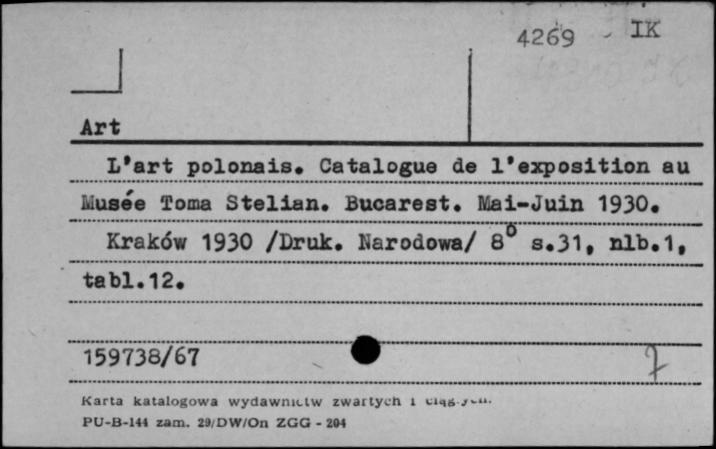 4269 - IK
Art
L'art polonais. Catalogue de l'exposition au
Musée Toma Stelian. Bucarest. Mai-Juin 1930.
Kraków 1930 /Druk. Narodowa/ 8° s.31, nlb.1,
tabl.12.
159738/67
Karta katalogowa wydawnictw zwartych i
PU-B-144 zam. 29/DW/On ZGG - 204